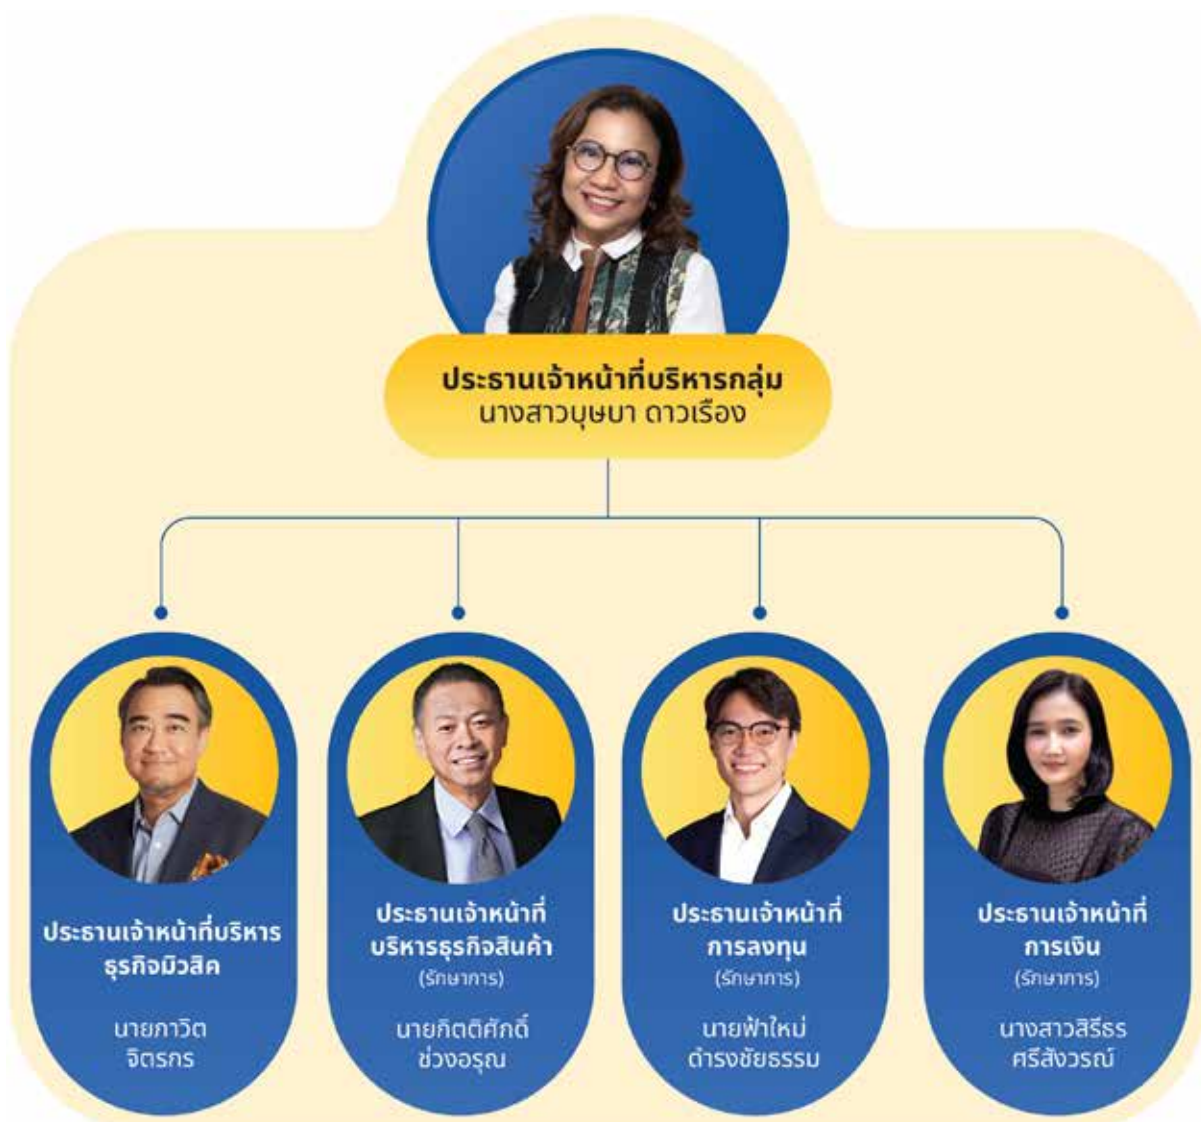 ประธานเจ้าหน้าที่บริหารกลุ่ม
นางสาวบุษบา ดาวเรือง
ประธานเจ้าหน้าที่บริหาร
ธุรกิจมิวสิค
นายภาวิต
จิตรกร
ประธานเจ้าหน้าที่
บริหารธุรกิจสินค้า
(รักษาการ)
นายกิตติศักดิ์
ช่วงอรุณ
ประธานเจ้าหน้าที่
การลงทุน
(รักษาการ)
นายฟ้าใหม่
ดำรงชัยธรรม
ประธานเจ้าหน้าที่
การเงิน
(รักษาการ)
นางสาวสิรีธร
ศรีสังวรณ์